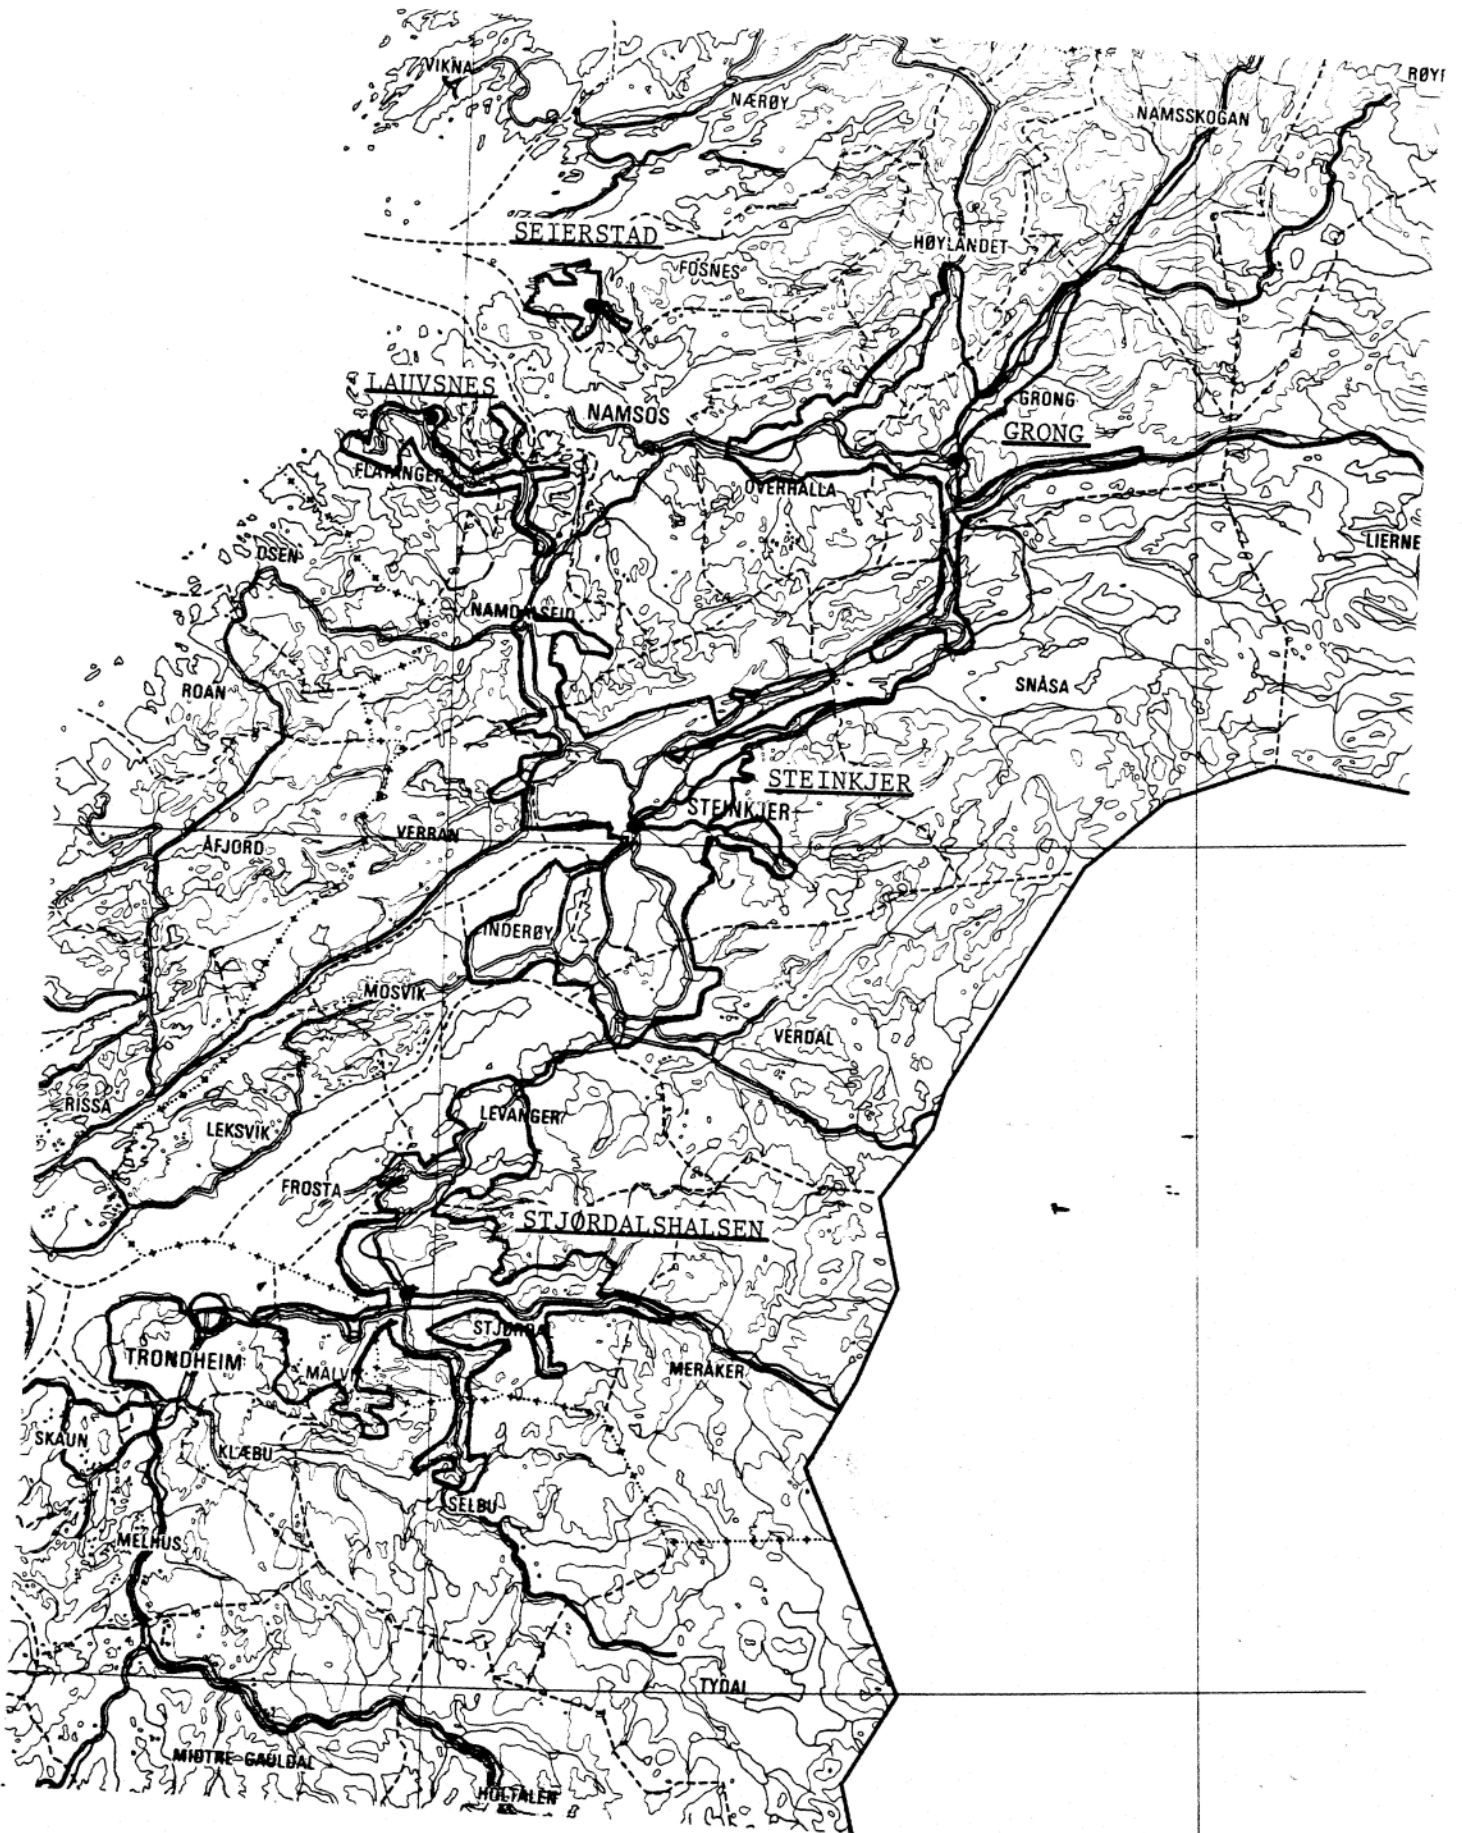 VIKNA
RØY
NÆRØY
NAMSSKOGAN
SEIERSTAD
HØYLANDET
FOSNES
LAUVSNES
NAMSOS
GRONG
GRONG
FLATANGER
OVERHALLA
OSEN
LIERNE
NAMDALSEID
ROAN
SNÅSA
STEINKJER
STEINKJER
VERRAN
ÅFJORD
INDERØY
MOSVIK
VERDAL
RISSA
LEVANGER
LEKSVIK
FROSTA
STJØRDALSHALSEN
STJØRDAL
TRONDHEIM
MALVIK
MERÅKER
SKAUN
KLÆBU
SELBU
MELHUS
TYDAL
MIDTRE-GAULDAL
HOLTÅLEN